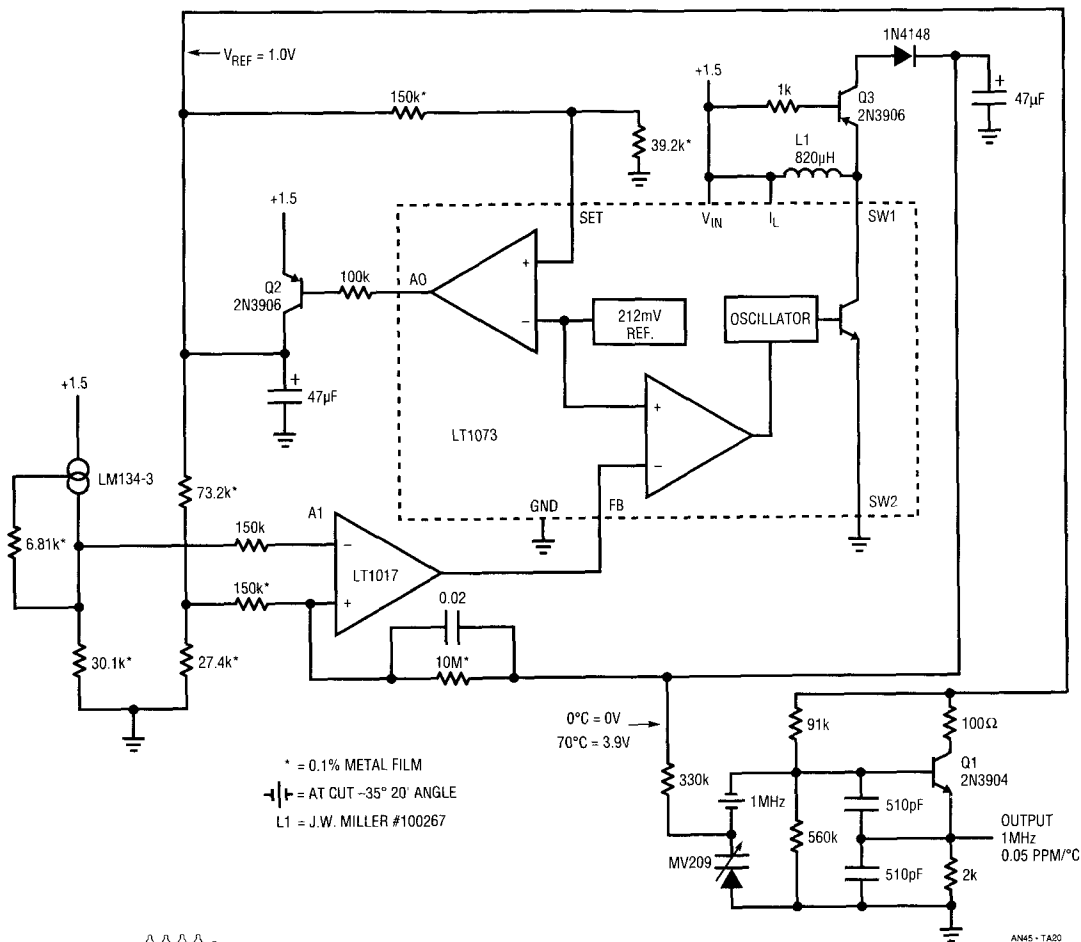 V_REF = 1.0V
150k*
39.2k*
+1.5
1k
1N4148
Q3
2N3906
+
47µF
L1
820µH
SET
V_IN
I_L
SW1
+1.5
Q2
2N3906
100k
AO
+
−
212mV
REF.
OSCILLATOR
+
47µF
+
−
LT1073
+1.5
LM134-3
6.81k*
73.2k*
GND
FB
SW2
A1
150k
−
LT1017
150k*
+
30.1k*
27.4k*
0.02
10M*
0°C = 0V
70°C = 3.9V
330k
91k
100Ω
Q1
2N3904
1MHz
510pF
560k
MV209
510pF
2k
OUTPUT
1MHz
0.05 PPM/°C
* = 0.1% METAL FILM
= AT CUT –35° 20' ANGLE
L1 = J.W. MILLER #100267
AN45 • TA20